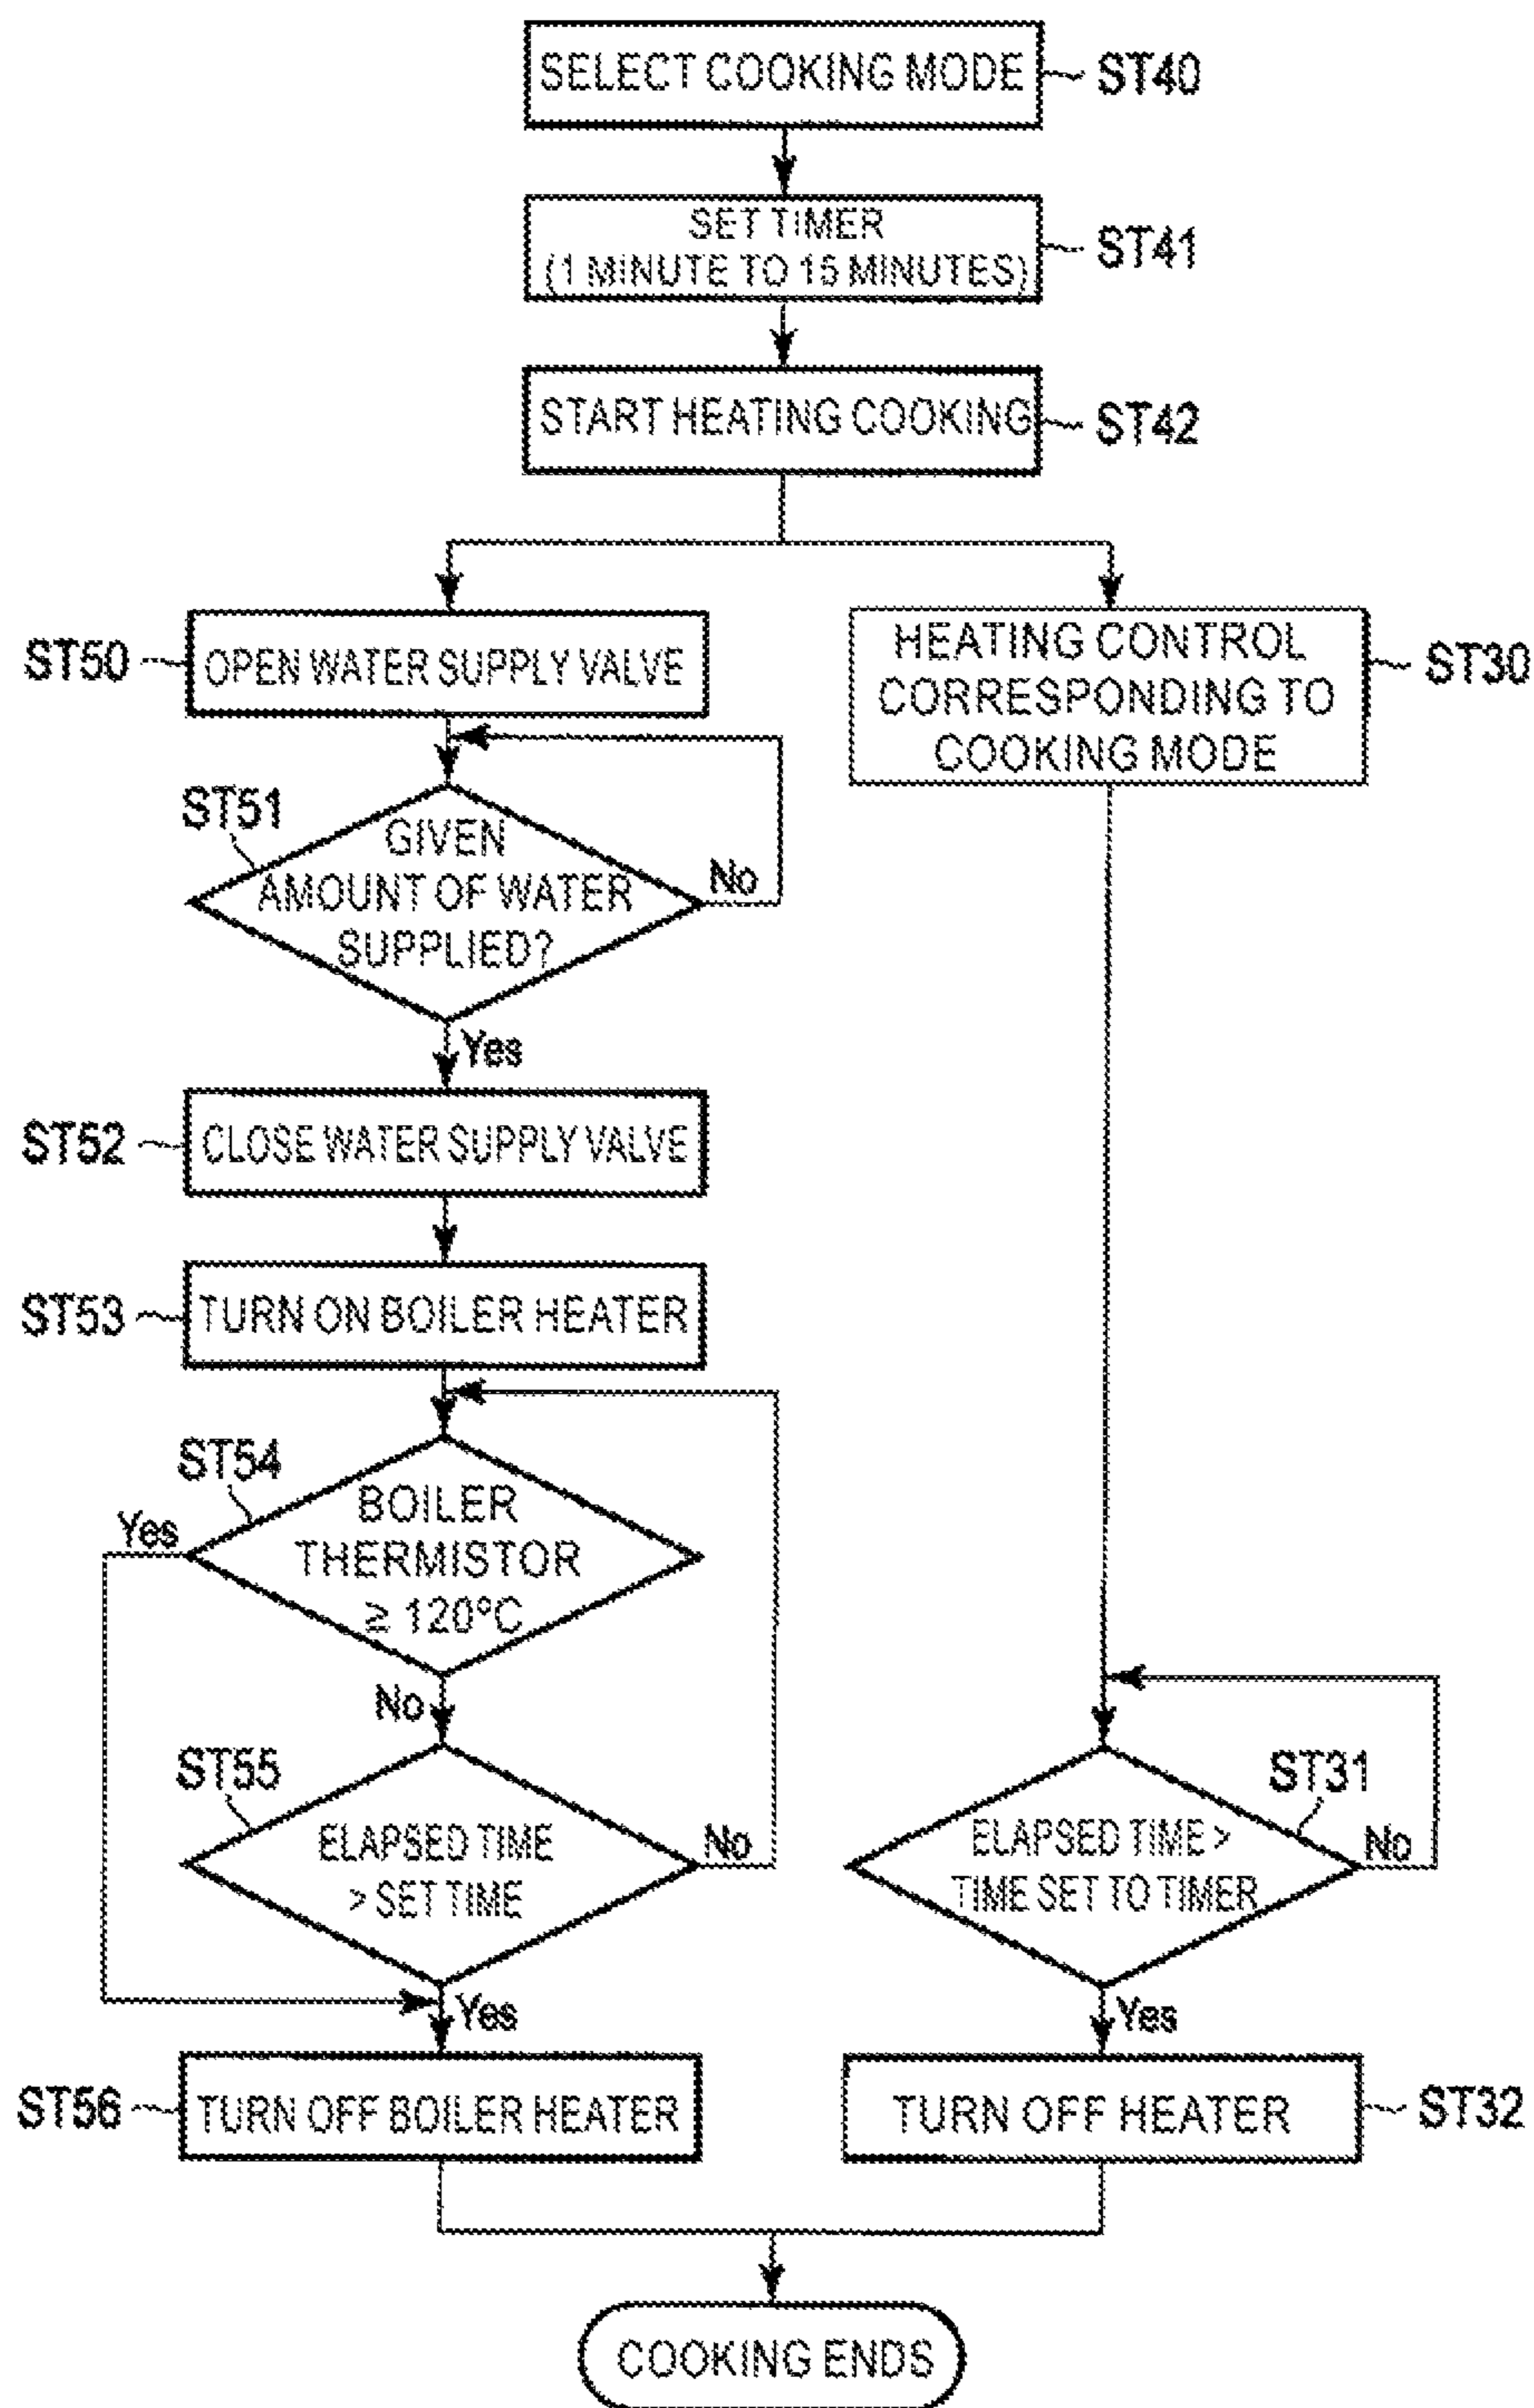 SELECT COOKING MODE
ST40
SET TIMER
(1 MINUTE TO 15 MINUTES)
ST41
START HEATING COOKING
ST42
ST50
OPEN WATER SUPPLY VALVE
HEATING CONTROL
CORRESPONDING TO
COOKING MODE
ST30
ST51
GIVEN
AMOUNT OF WATER
SUPPLIED?
No
Yes
ST52
CLOSE WATER SUPPLY VALVE
ST53
TURN ON BOILER HEATER
ST54
Yes
BOILER
THERMISTOR
≧ 120°C
No
ST55
ELAPSED TIME
> SET TIME
No
Yes
ST31
ELAPSED TIME >
TIME SET TO TIMER
No
Yes
ST56
TURN OFF BOILER HEATER
TURN OFF HEATER
ST32
COOKING ENDS